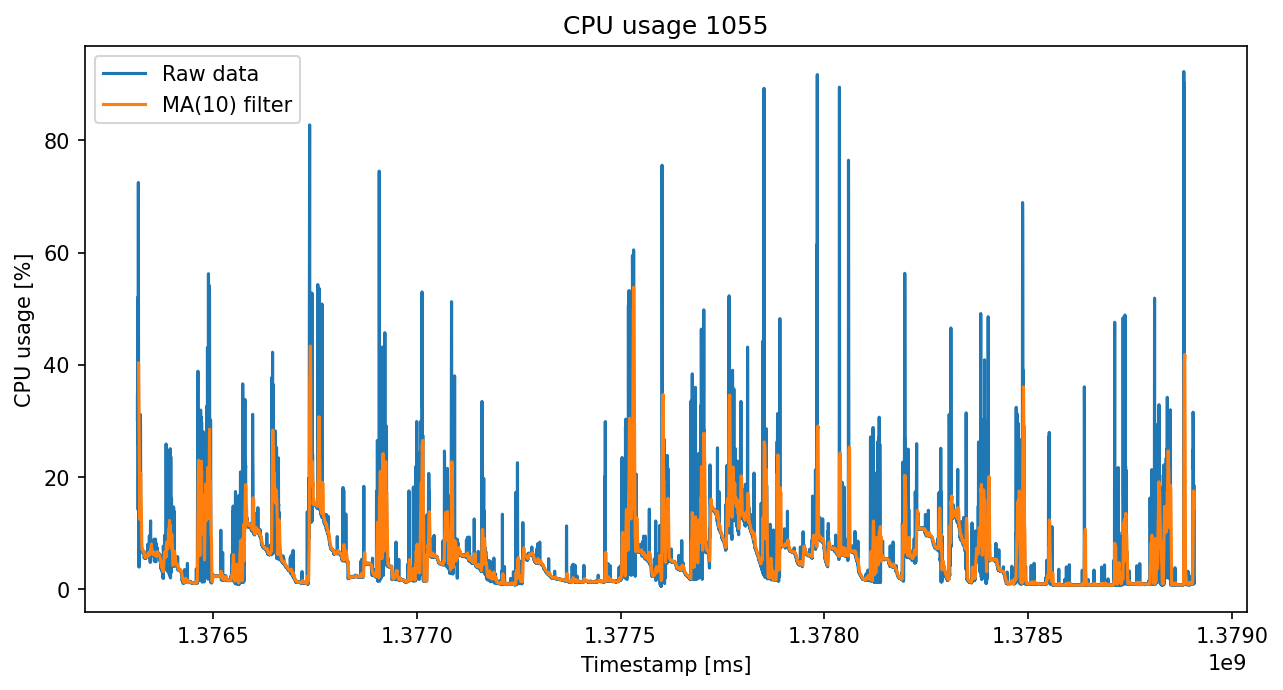 CPU usage 1055
Raw data
MA(10) filter
CPU usage [%]
80
60
40
20
0
1.3765
1.3770
1.3775
1.3780
1.3785
1.3790
1e9
Timestamp [ms]